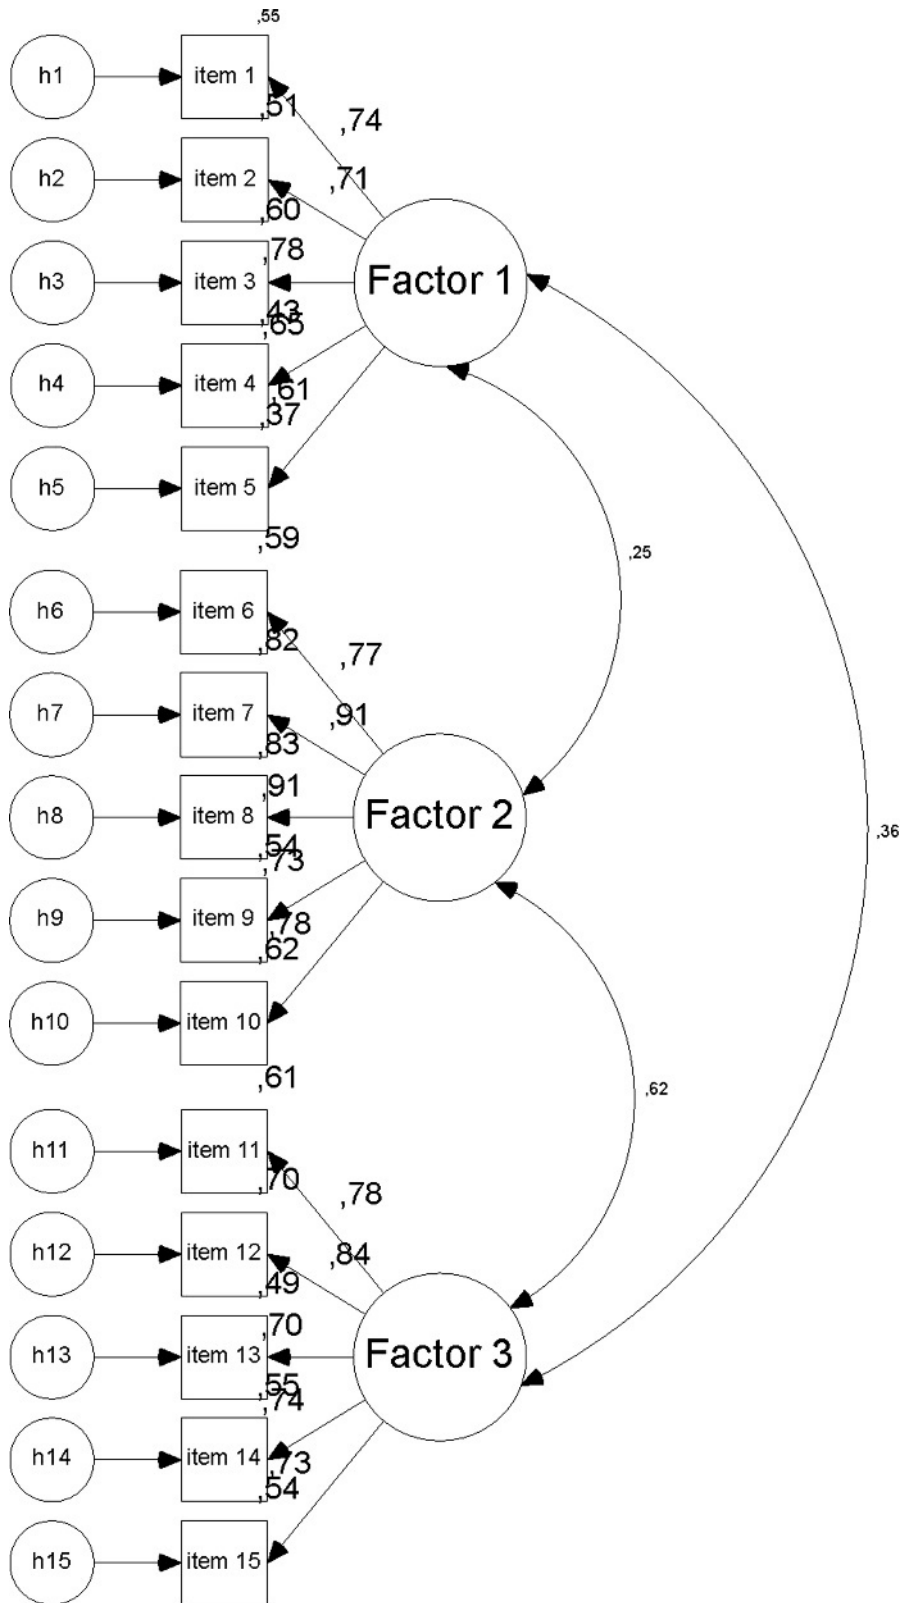 ,55
h1 item 1
,51 ,74
h2 item 2 ,71
,60
,78
h3 item 3 Factor 1
,43
,65
h4 item 4 ,61
,37
h5 item 5
,59
,25
h6 item 6
,82 ,77
h7 item 7 ,91
,83
,91
h8 item 8 Factor 2
,36
,54
,73
h9 item 9 ,78
,62
h10 item 10
,61
,62
h11 item 11
,70 ,78
h12 item 12 ,84
,49
,70
h13 item 13 Factor 3
,55
,74
h14 item 14 ,73
,54
h15 item 15